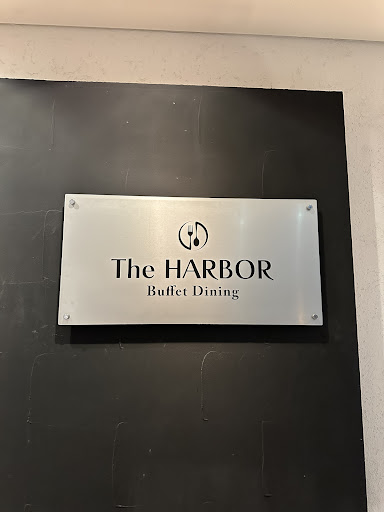 The HARBOR
Buffet Dining